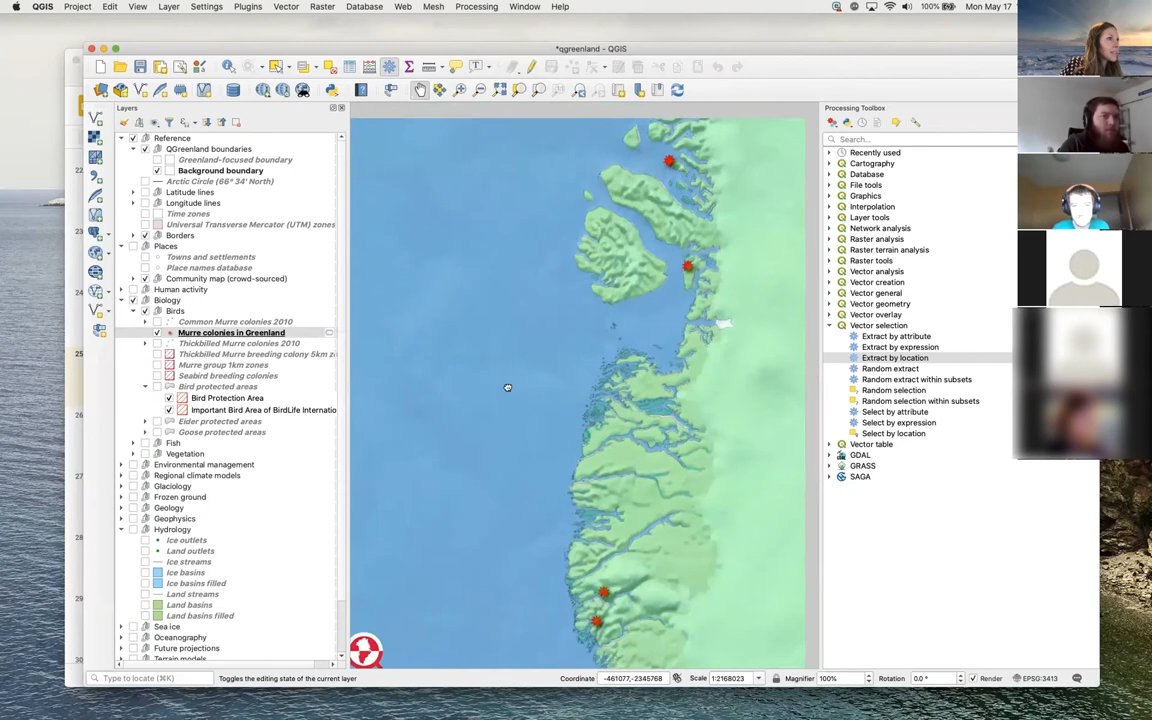 QGIS Project Edit View Layer Settings Plugins Vector Raster Database Web Mesh Processing Window Help
100% Mon May 17
*qgreenland - QGIS
Layers
Processing Toolbox
Search...
Reference
QGreenland boundaries
Greenland-focused boundary
Background boundary
Arctic Circle (66° 34' North)
Latitude lines
Longitude lines
Time zones
Universal Transverse Mercator (UTM) zones
Borders
Places
Towns and settlements
Place names database
Community map (crowd-sourced)
Human activity
Biology
Birds
Common Murre colonies 2010
Murre colonies in Greenland
Thickbilled Murre colonies 2010
Thickbilled Murre breeding colony 5km z
Murre group 1km zones
Seabird breeding colonies
Bird protected areas
Bird Protection Area
Important Bird Area of BirdLife Internatio
Eider protected areas
Goose protected areas
Fish
Vegetation
Environmental management
Regional climate models
Glaciology
Frozen ground
Geology
Geophysics
Hydrology
Ice outlets
Land outlets
Ice streams
Ice basins
Ice basins filled
Land streams
Land basins
Land basins filled
Sea ice
Oceanography
Future projections
Terrain models
22
23
24
25
26
27
28
29
30
Recently used
Cartography
Database
File tools
Graphics
Interpolation
Layer tools
Network analysis
Raster analysis
Raster terrain analysis
Raster tools
Vector analysis
Vector creation
Vector general
Vector geometry
Vector overlay
Vector selection
Extract by attribute
Extract by expression
Extract by location
Random extract
Random extract within subsets
Random selection
Random selection within subsets
Select by attribute
Select by expression
Select by location
Vector table
GDAL
GRASS
SAGA
Type to locate (⌘K)
Toggles the editing state of the current layer
Coordinate -461077,-2345768
Scale 1:2168023
Magnifier 100%
Rotation 0.0 °
Render
EPSG:3413